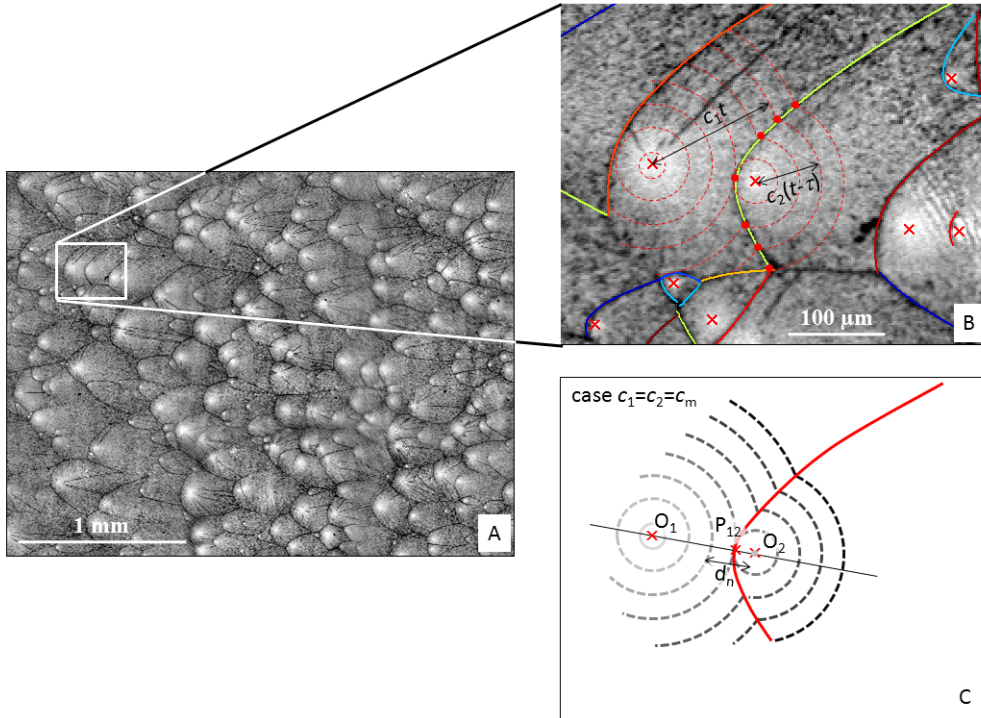 c₁t
c₂(t-τ)
100 µm
B
1 mm
A
case c₁=c₂=cₘ
O₁
P₁₂
O₂
dₙ
C